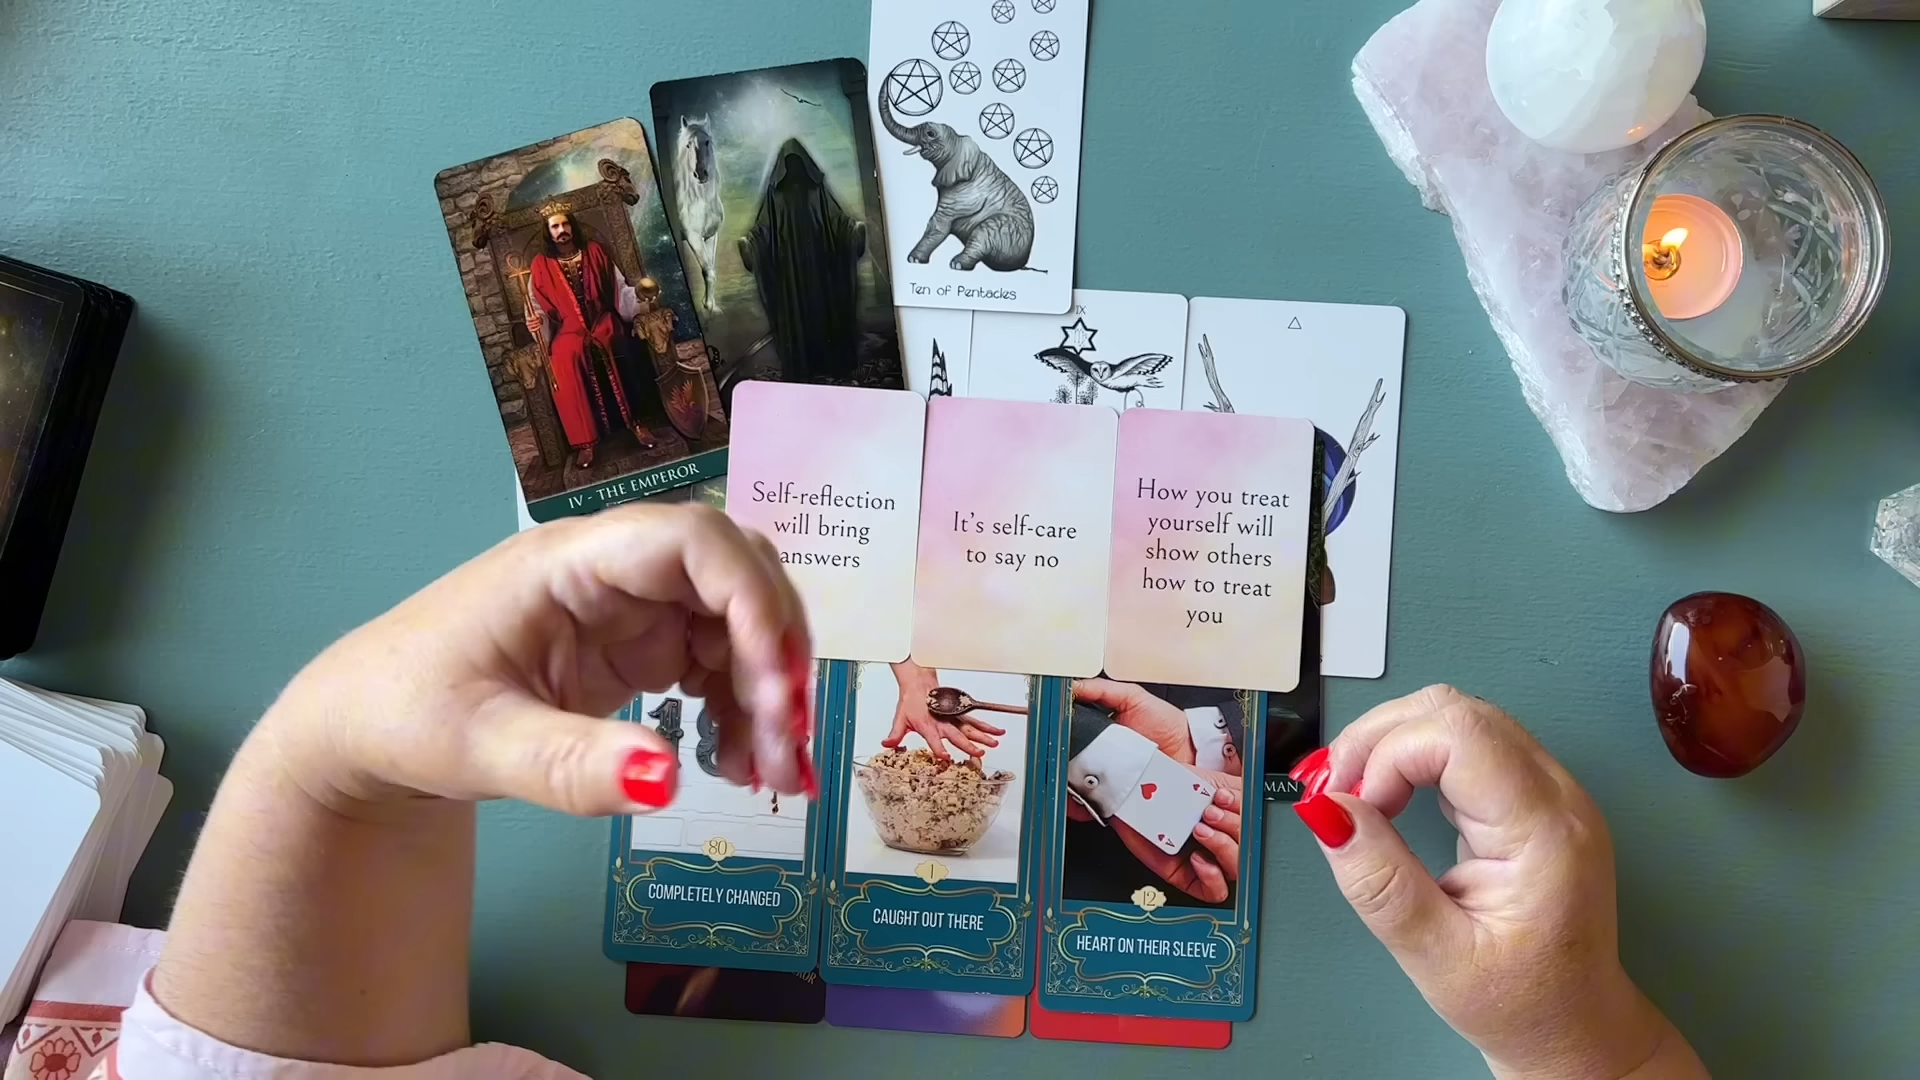 Ten of Pentacles
IX
IV - THE EMPEROR
Self-reflection
will bring
answers
It's self-care
to say no
How you treat
yourself will
show others
how to treat
you
MAN
80
COMPLETELY CHANGED
1
CAUGHT OUT THERE
12
HEART ON THEIR SLEEVE